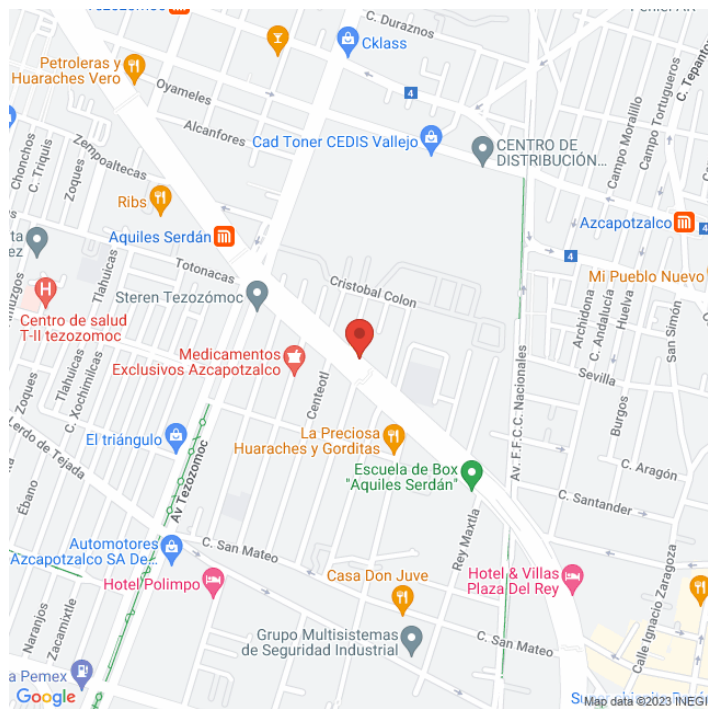 C. Duraznos
Cklass
Petroleras y
Huaraches Vero
Oyameles
4
Alcanfores
Cad Toner CEDIS Vallejo
CENTRO DE
DISTRIBUCIÓN...
Campo Moralillo
Campo Tortugueros
C. Tepanto
Chonchos
C. Triquis
Zoques
Zempoaltecas
Ribs
Azcapotzalco
Aquiles Serdán
4
Totonacas
Tlahuicas
Cristobal Colon
Mi Pueblo Nuevo
Steren Tezozómoc
H
Centro de salud
T-II tezozomoc
Archidona
C. Andalucía
Huelva
San Simón
Medicamentos
Exclusivos Azcapotzalco
Av. F.F.C.C. Nacionales
Sevilla
Zoques
Tlahuicas
C. Xochimilcas
Centeotl
Burgos
La Preciosa
Huaraches y Gorditas
El triángulo
Lerdo de Tejada
Escuela de Box
"Aquiles Serdán"
C. Aragón
Ébano
Av Tezozomoc
C. Santander
Automotores
Azcapotzalco SA De...
C. San Mateo
Rey Maxtla
Hotel Polimpo
Casa Don Juve
Hotel & Villas
Plaza Del Rey
Calle Ignacio Zaragoza
Naranjos
Zacamixtle
Grupo Multisistemas
de Seguridad Industrial
C. San Mateo
a Pemex
Google
Map data ©2023 INEGI